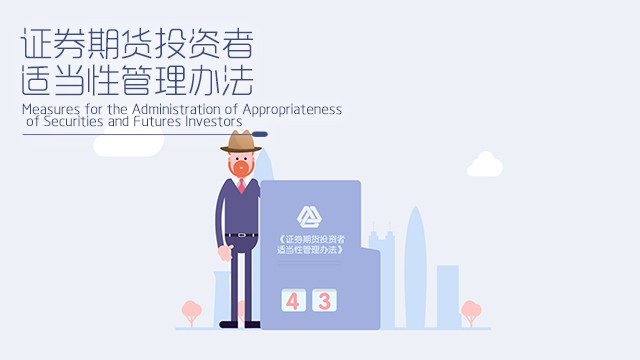 证券期货投资者
适当性管理办法
Measures for the Administration of Appropriateness
of Securities and Futures Investors
《证券期货投资者
适当性管理办法》
4 3